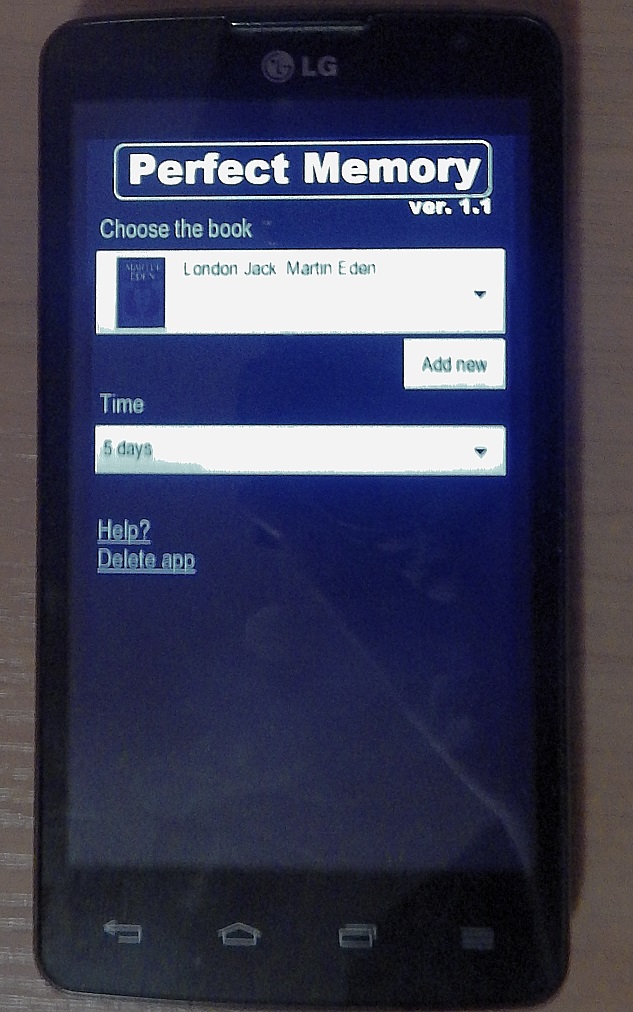 LG
Perfect Memory
ver. 1.1
Choose the book
MARTIN
EDEN
London Jack Martin Eden
Add new
Time
5 days
Help?
Delete app